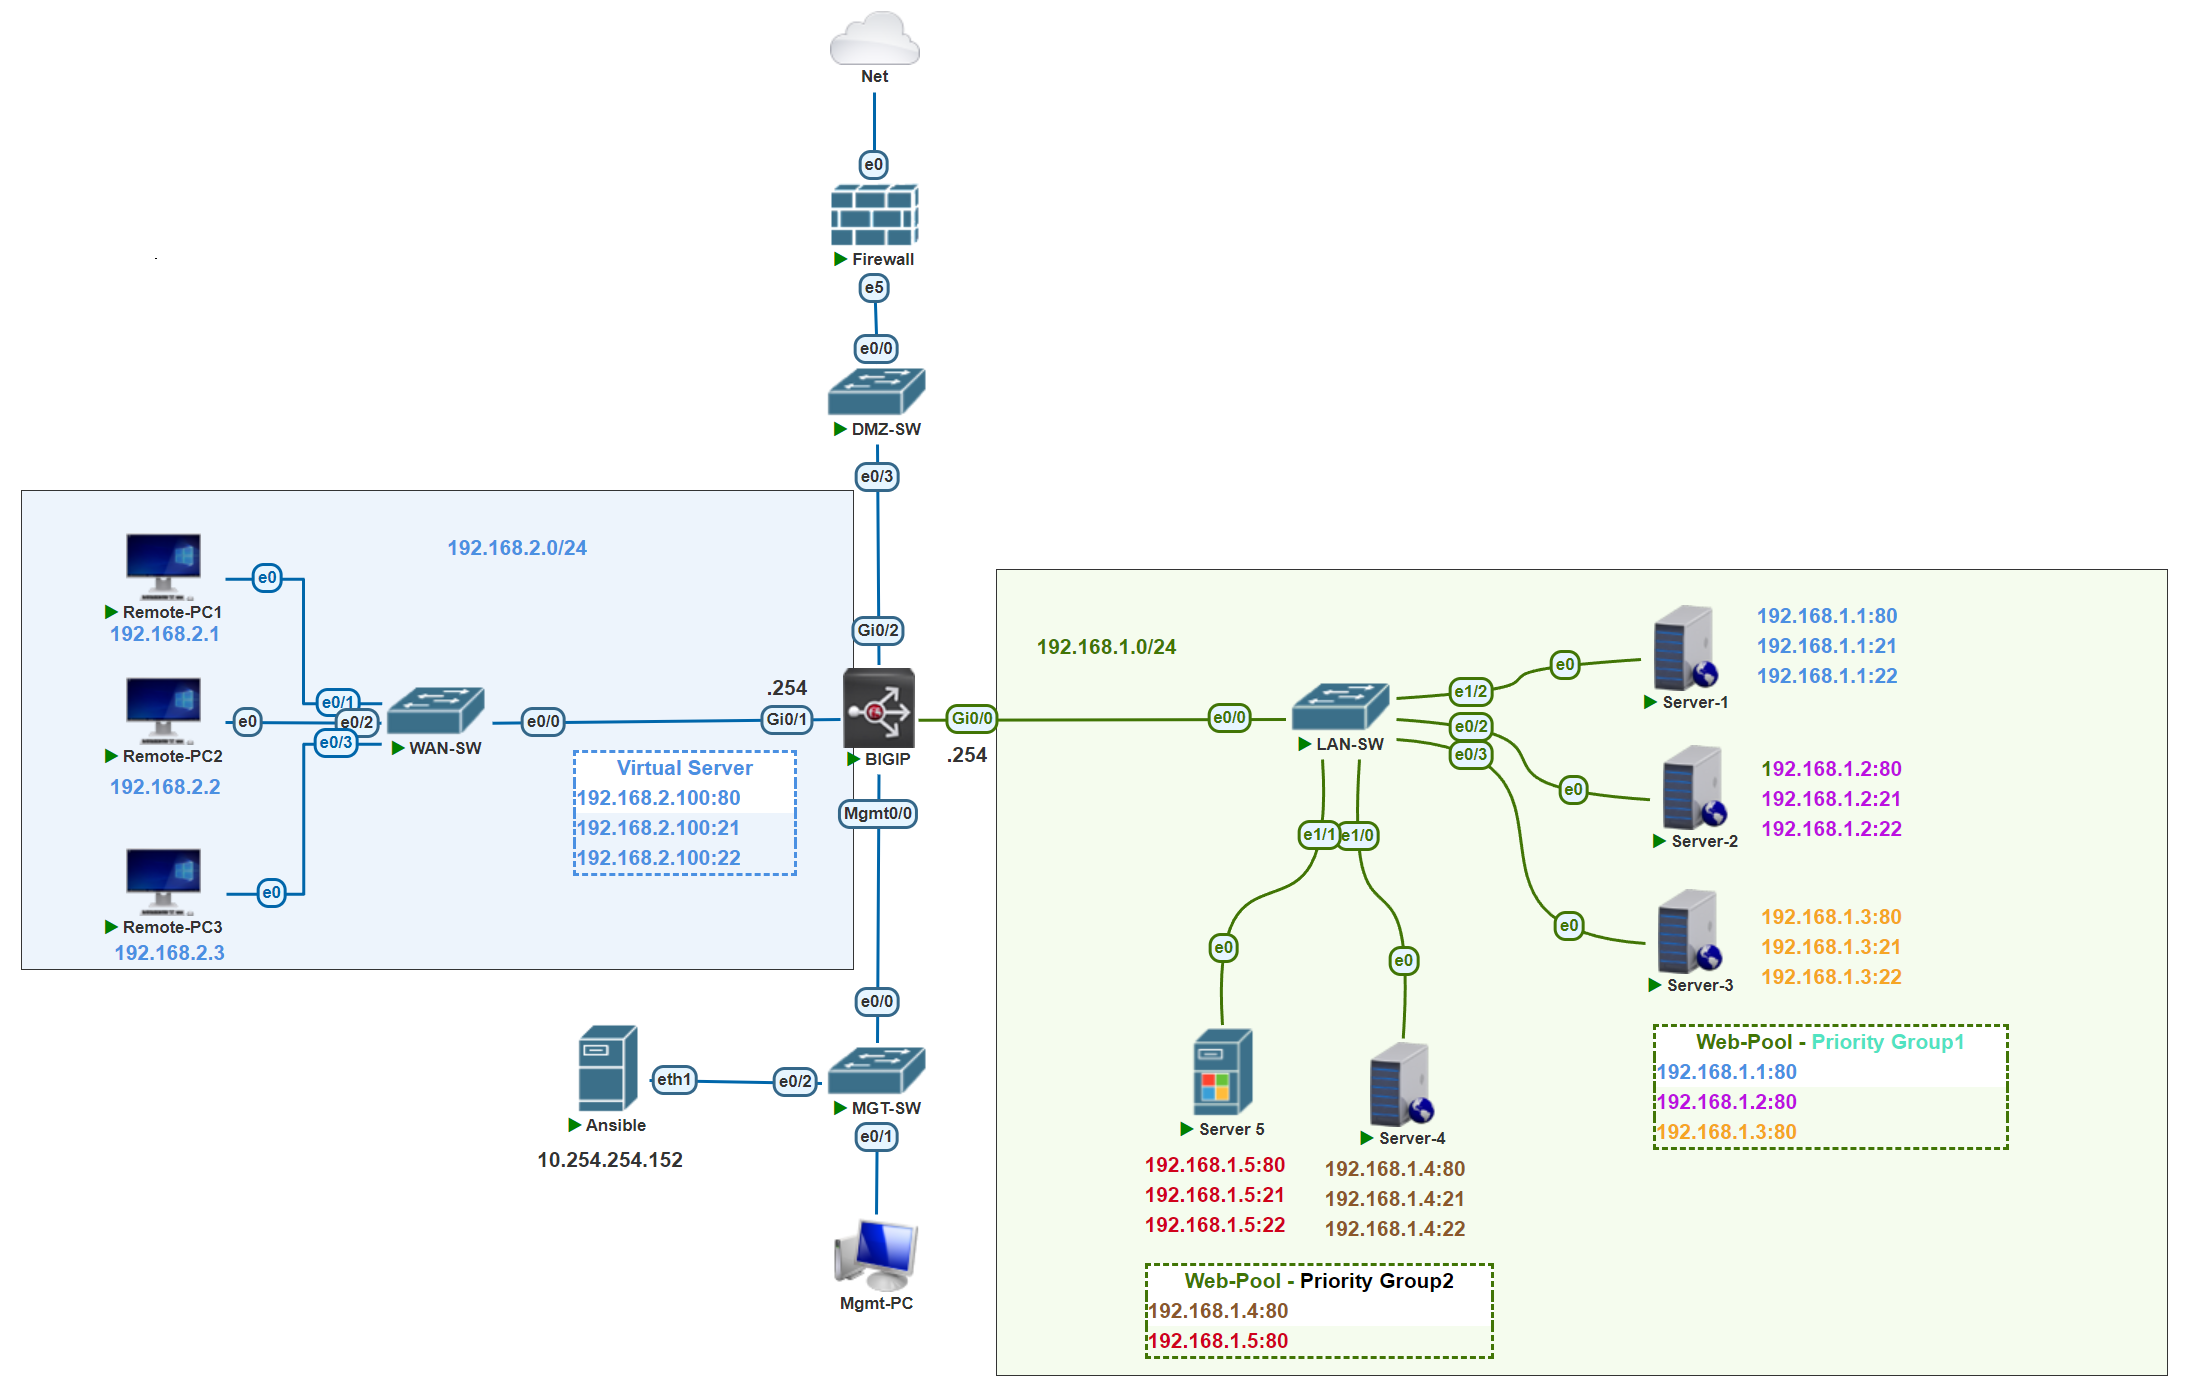 Net
e0
Firewall
e5
e0/0
DMZ-SW
e0/3
192.168.2.0/24
Remote-PC1
192.168.2.1
e0
Remote-PC2
192.168.2.2
e0
Remote-PC3
192.168.2.3
e0
e0/1
e0/2
e0/3
WAN-SW
e0/0
.254
Gi0/1
Gi0/2
BIGIP
Gi0/0
.254
Mgmt0/0
Virtual Server
192.168.2.100:80
192.168.2.100:21
192.168.2.100:22
e0/0
eth1
e0/2
MGT-SW
Ansible
10.254.254.152
e0/1
Mgmt-PC
192.168.1.0/24
e0/0
LAN-SW
e1/2
e0/2
e0/3
e1/1
e1/0
e0
Server-1
192.168.1.1:80
192.168.1.1:21
192.168.1.1:22
e0
Server-2
192.168.1.2:80
192.168.1.2:21
192.168.1.2:22
e0
Server-3
192.168.1.3:80
192.168.1.3:21
192.168.1.3:22
Web-Pool - Priority Group1
192.168.1.1:80
192.168.1.2:80
192.168.1.3:80
e0
Server 5
192.168.1.5:80
192.168.1.5:21
192.168.1.5:22
e0
Server-4
192.168.1.4:80
192.168.1.4:21
192.168.1.4:22
Web-Pool - Priority Group2
192.168.1.4:80
192.168.1.5:80